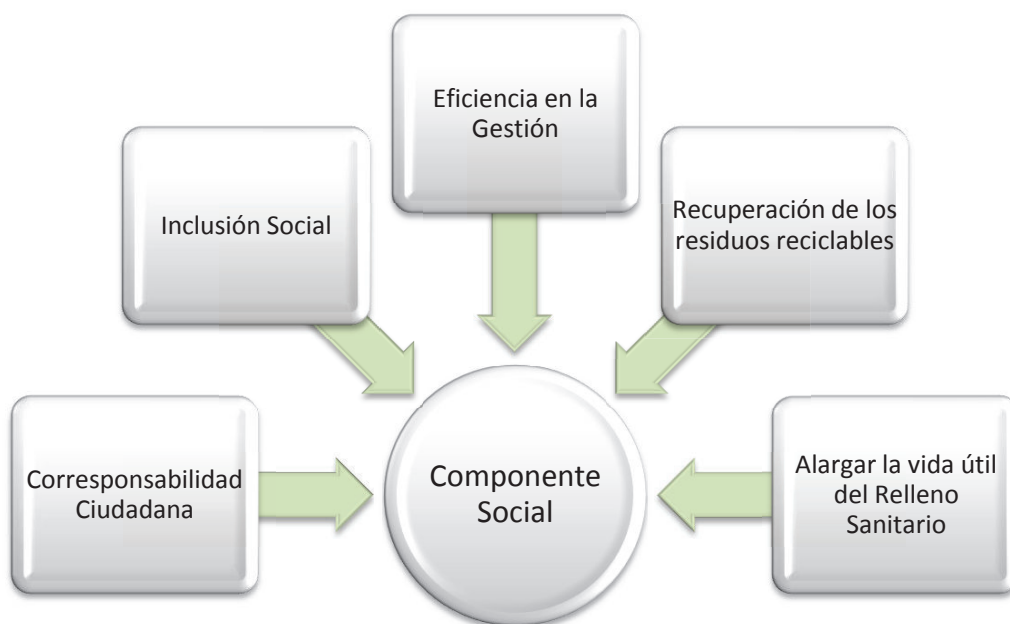 Eficiencia en la
Gestión
Inclusión Social
Recuperación de los
residuos reciclables
Corresponsabilidad
Ciudadana
Componente
Social
Alargar la vida útil
del Relleno
Sanitario